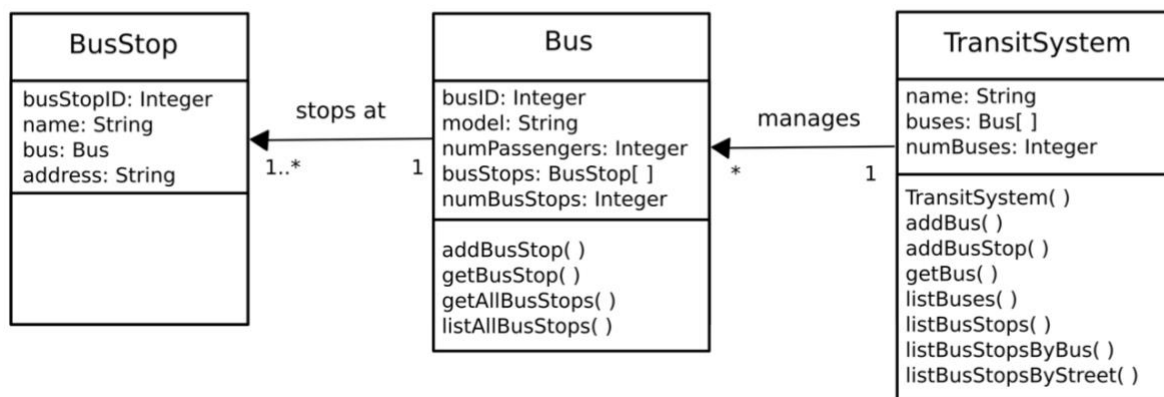 BusStop
busStopID: Integer
name: String
bus: Bus
address: String
stops at
1..*
1
Bus
busID: Integer
model: String
numPassengers: Integer
busStops: BusStop[ ]
numBusStops: Integer
addBusStop( )
getBusStop( )
getAllBusStops( )
listAllBusStops( )
manages
*
1
TransitSystem
name: String
buses: Bus[ ]
numBuses: Integer
TransitSystem( )
addBus( )
addBusStop( )
getBus( )
listBuses( )
listBusStops( )
listBusStopsByBus( )
listBusStopsByStreet( )